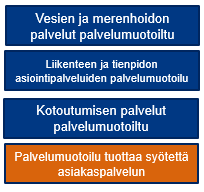 Vesien ja merenhoidon
palvelut palvelumuotoiltu
Liikenteen ja tienpidon
asiointipalveluiden palvelumuotoilu
Kotoutumisen palvelut
palvelumuotoiltu
Palvelumuotoilu tuottaa syötettä
asiakaspalvelun